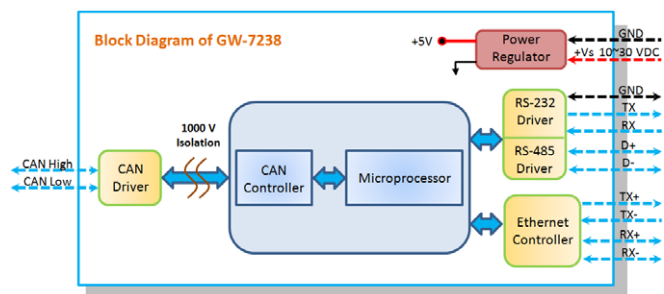 Block Diagram of GW-7238
+5V
Power
Regulator
GND
+Vs 10~30 VDC
1000 V
Isolation
CAN High
CAN Low
CAN
Driver
CAN
Controller
Microprocessor
RS-232
Driver
RS-485
Driver
GND
TX
RX
D+
D-
Ethernet
Controller
TX+
TX-
RX+
RX-